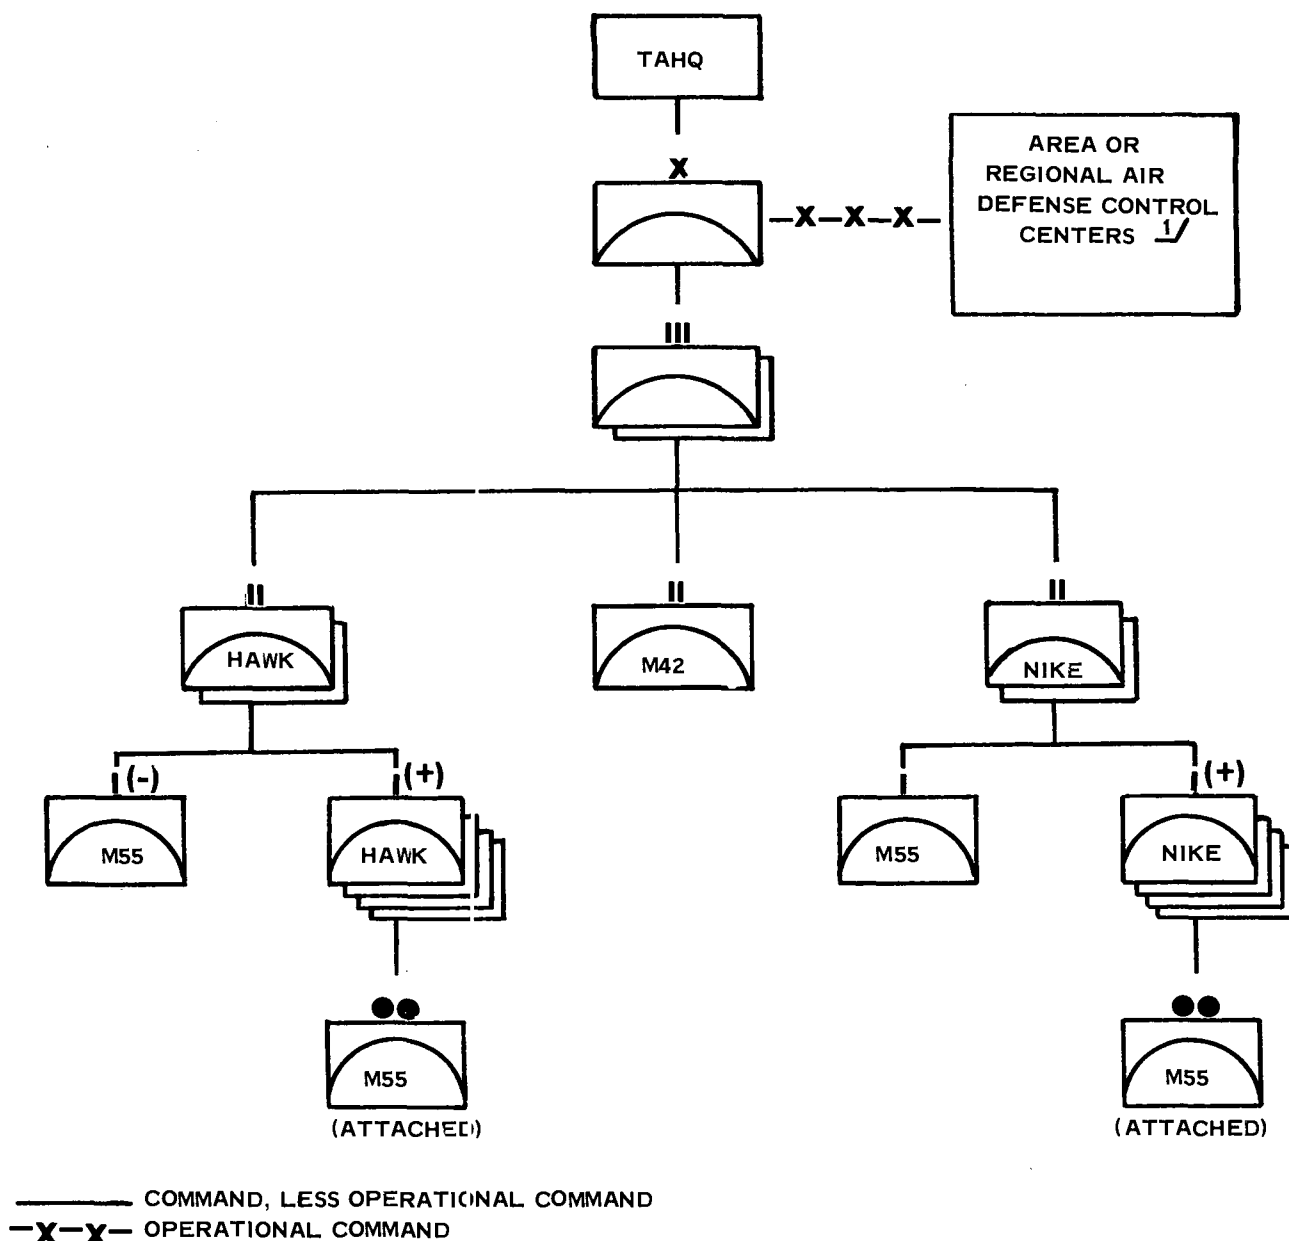 TAHQ
X
AREA OR
REGIONAL AIR
DEFENSE CONTROL
CENTERS 1/
—X—X—X—
III
II
II
II
HAWK
M42
NIKE
I (-)
I (+)
I
I (+)
M55
HAWK
M55
NIKE
●●
●●
M55
M55
(ATTACHED)
(ATTACHED)
COMMAND, LESS OPERATIONAL COMMAND
—X—X— OPERATIONAL COMMAND